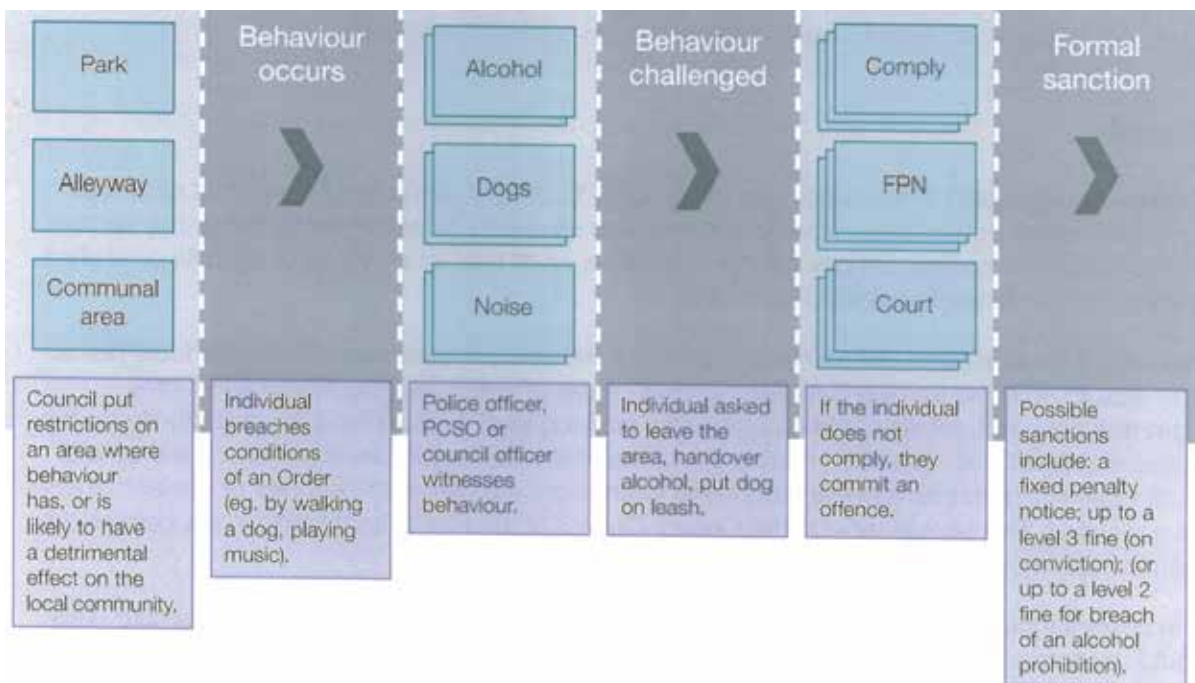 Park
Alleyway
Communal
area
Behaviour
occurs
Alcohol
Dogs
Noise
Behaviour
challenged
Comply
FPN
Court
Formal
sanction
Council put
restrictions on
an area where
behaviour
has, or is
likely to have
a detrimental
effect on the
local community.
Individual
breaches
conditions
of an Order
(eg. by walking
a dog, playing
music).
Police officer,
PCSO or
council officer
witnesses
behaviour.
Individual asked
to leave the
area, handover
alcohol, put dog
on leash.
If the individual
does not
comply, they
commit an
offence.
Possible
sanctions
include: a
fixed penalty
notice; up to a
level 3 fine (on
conviction); (or
up to a level 2
fine for breach
of an alcohol
prohibition).